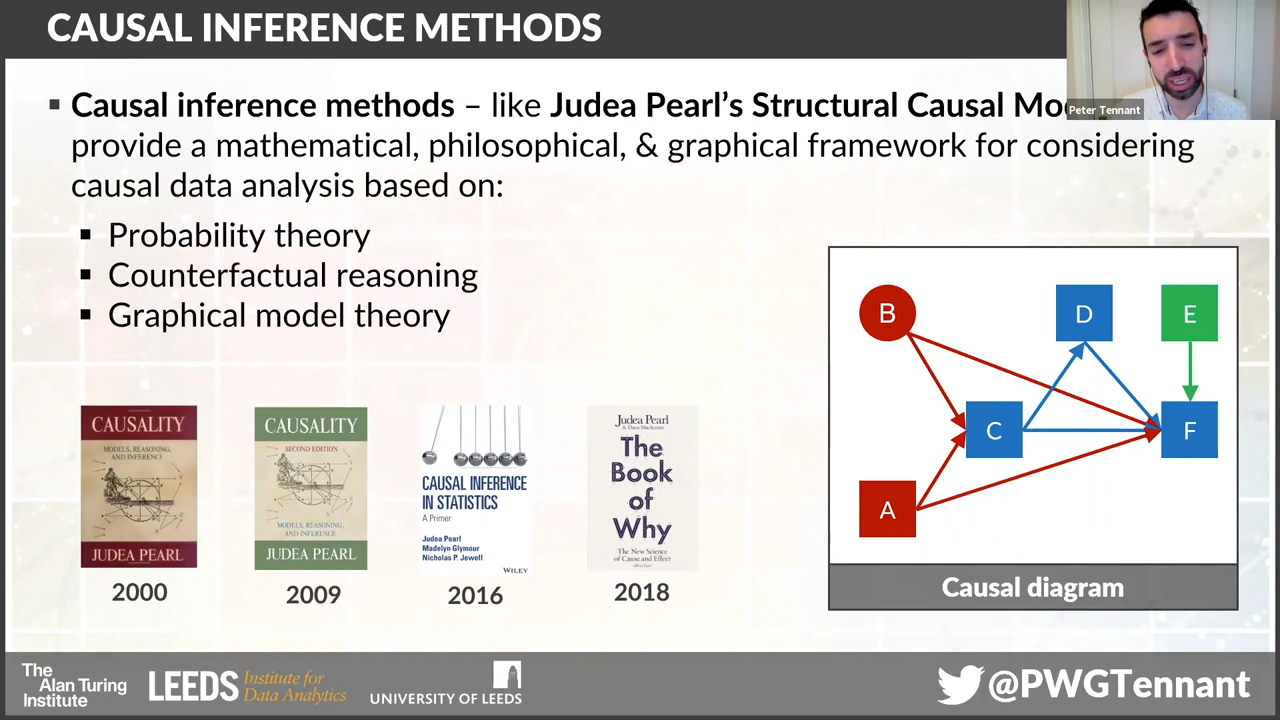 CAUSAL INFERENCE METHODS
Peter Tennant
▪ Causal inference methods – like Judea Pearl's Structural Causal
provide a mathematical, philosophical, & graphical framework for considering
causal data analysis based on:
▪ Probability theory
▪ Counterfactual reasoning
▪ Graphical model theory
B
D
E
C
F
A
Causal diagram
CAUSALITY
MODELS, REASONING,
AND INFERENCE
JUDEA PEARL
2000
CAUSALITY
SECOND EDITION
MODELS, REASONING,
AND INFERENCE
JUDEA PEARL
2009
CAUSAL INFERENCE
IN STATISTICS
A Primer
Judea Pearl
Madelyn Glymour
Nicholas P. Jewell
WILEY
2016
Judea Pearl
& Dana Mackenzie
The
Book
of
Why
The New Science
of Cause and Effect
2018
The
Alan Turing
Institute
LEEDS Institute for
Data Analytics
UNIVERSITY OF LEEDS
@PWGTennant